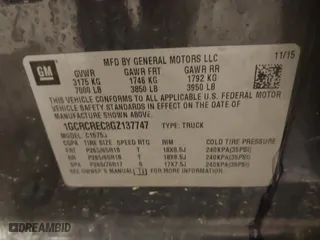 GM
MFD BY GENERAL MOTORS LLC
11/15
GVWR GAWR FRT GAWR RR
3175 KG 1746 KG 1792 KG
7000 LB 3850 LB 3950 LB
THIS VEHICLE CONFORMS TO ALL APPLICABLE U.S. FEDERAL
MOTOR VEHICLE SAFETY AND THEFT PREVENTION STANDARDS
IN EFFECT ON THE DATE OF MANUFACTURE SHOWN ABOVE.
1GCRCREC8GZ137747 TYPE: TRUCK
TIRE SIZE SPEED RTG RIM COLD TIRE PRESSURE
FRT P265/65R18 T 18X8.5J 240KPA(35PSI)
RR P265/65R18 T 18X8.5J 240KPA(35PSI)
SEE OWNER'S MANUAL FOR
© DREAMBID